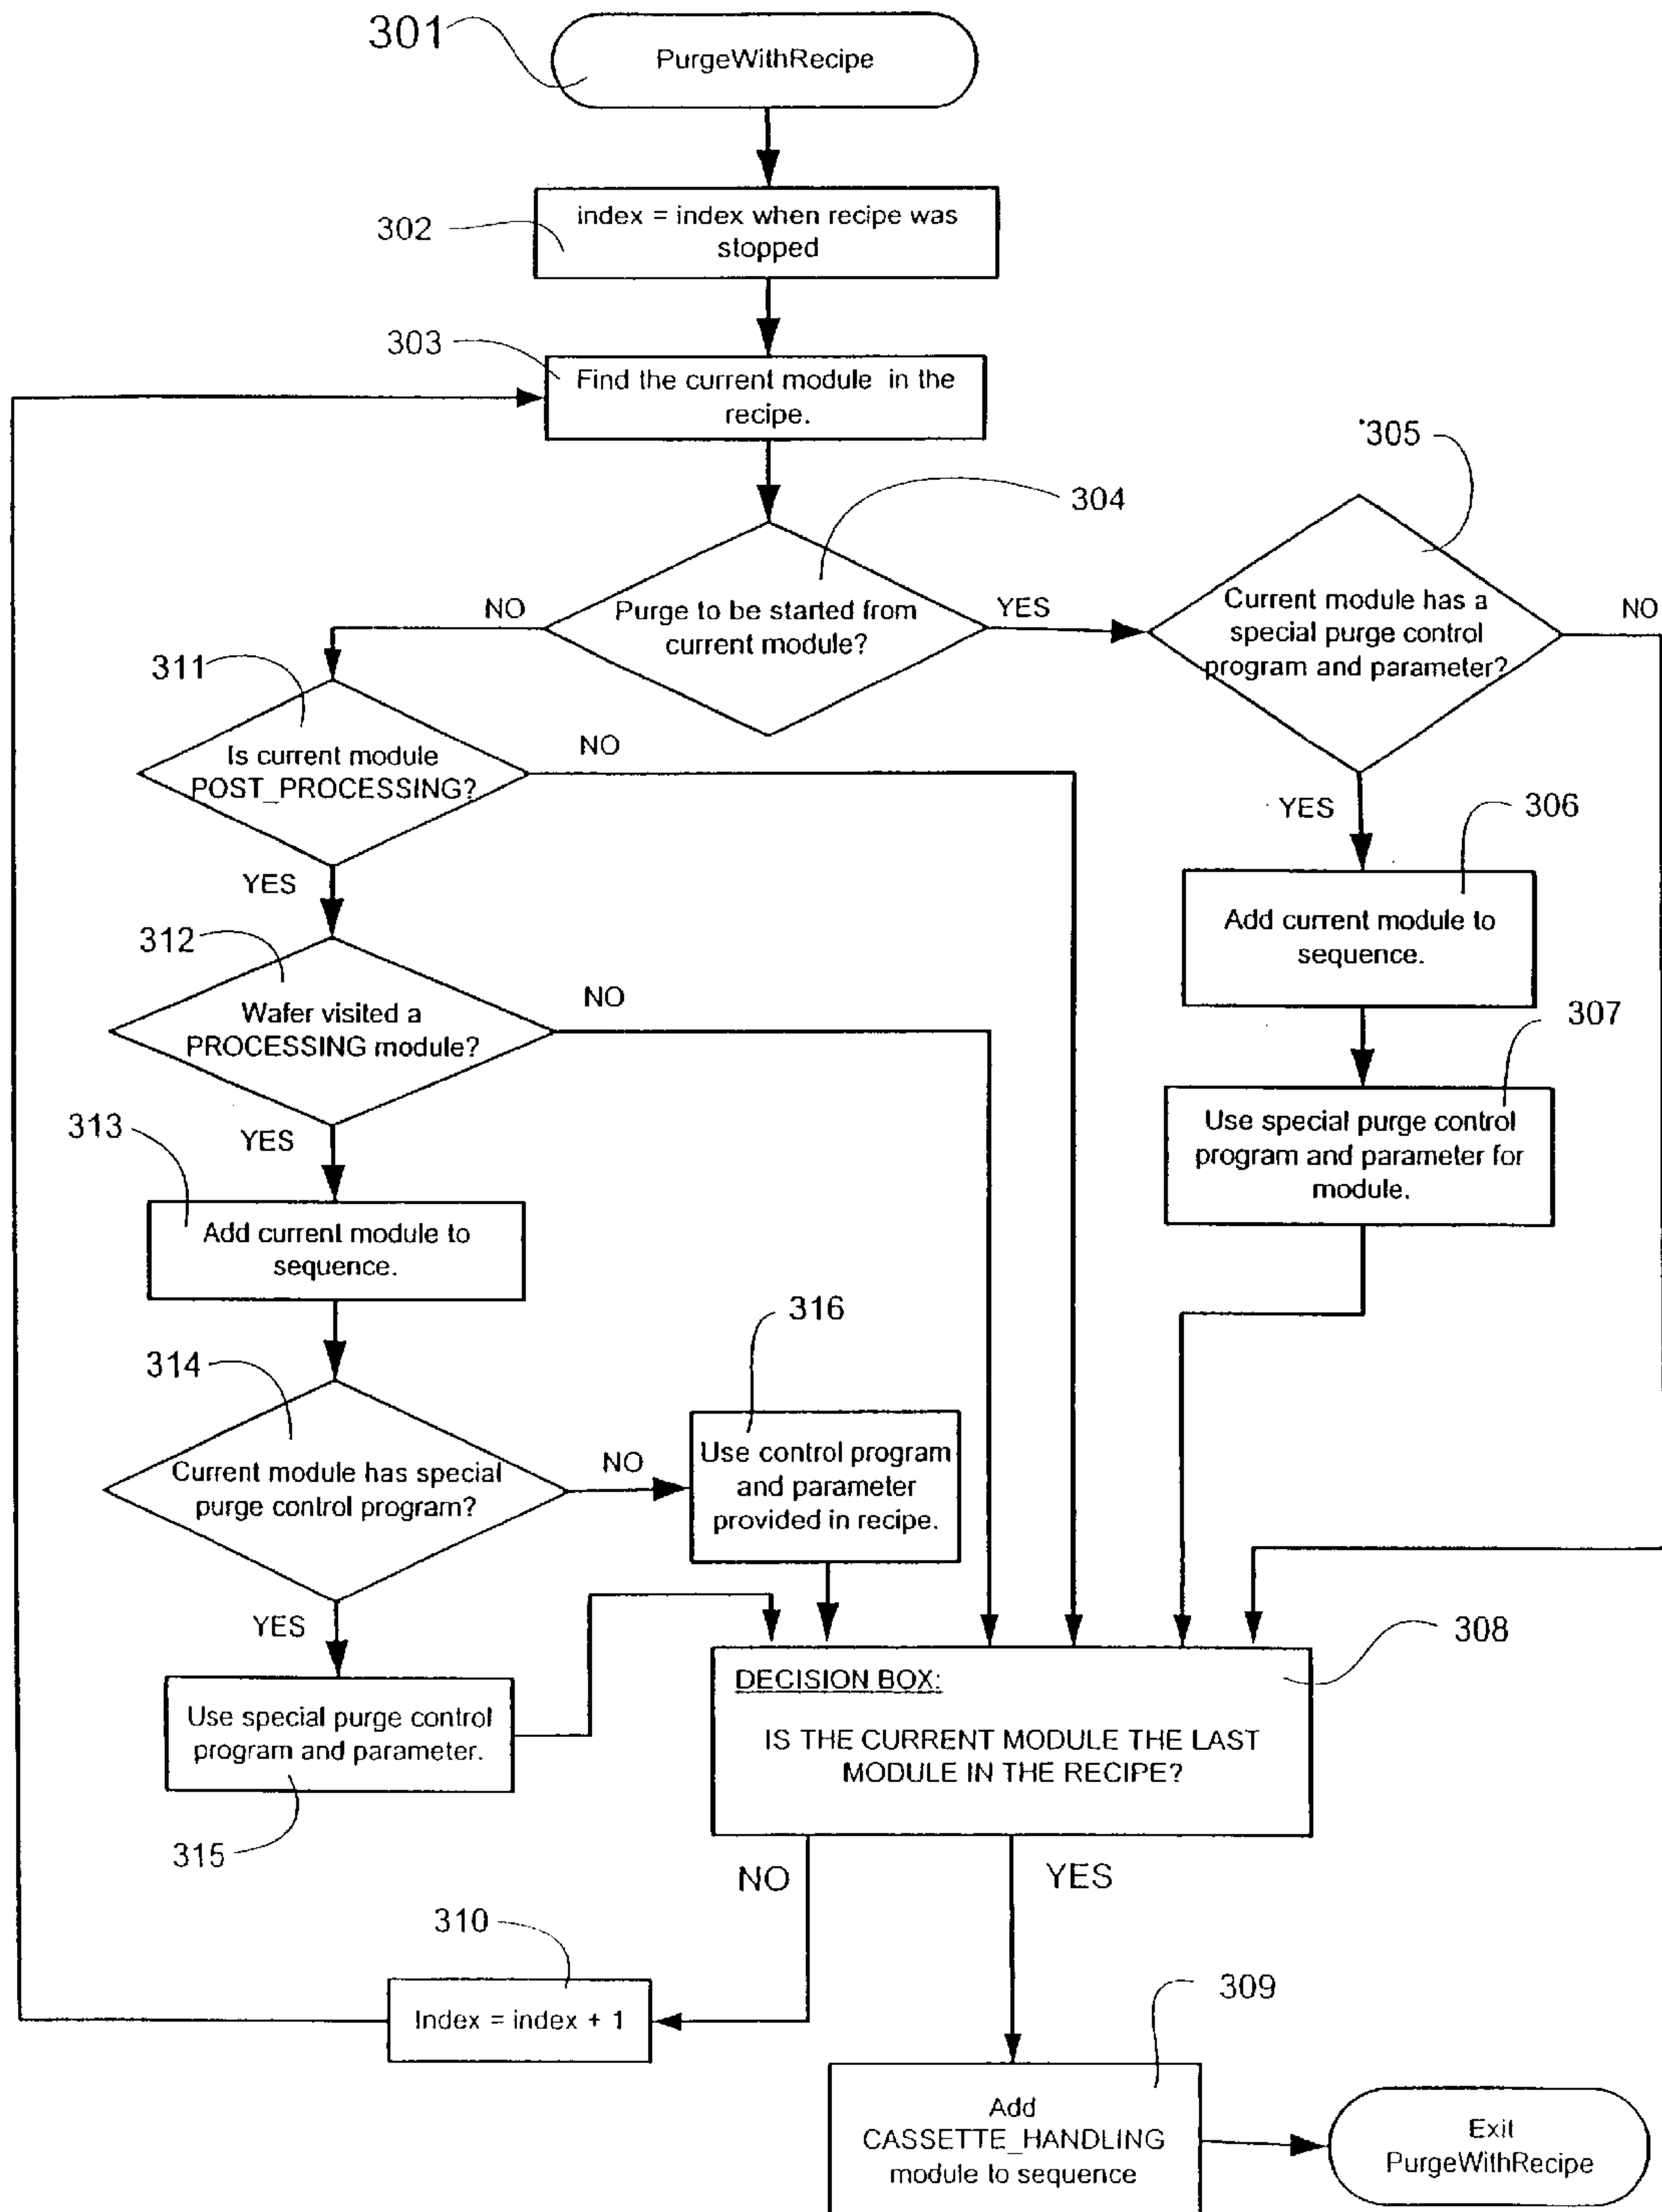 301
PurgeWithRecipe
302
index = index when recipe was
stopped
303
Find the current module in the
recipe.
305
304
NO
Purge to be started from
current module?
YES
Current module has a
special purge control
program and parameter?
NO
311
Is current module
POST_PROCESSING?
NO
YES
306
YES
Add current module to
sequence.
312
Wafer visited a
PROCESSING module?
NO
307
Use special purge control
program and parameter for
module.
313
YES
Add current module to
sequence.
316
314
Current module has special
purge control program?
NO
Use control program
and parameter
provided in recipe.
YES
308
DECISION BOX:
IS THE CURRENT MODULE THE LAST
MODULE IN THE RECIPE?
Use special purge control
program and parameter.
315
NO
YES
310
Index = index + 1
309
Add
CASSETTE_HANDLING
module to sequence
Exit
PurgeWithRecipe